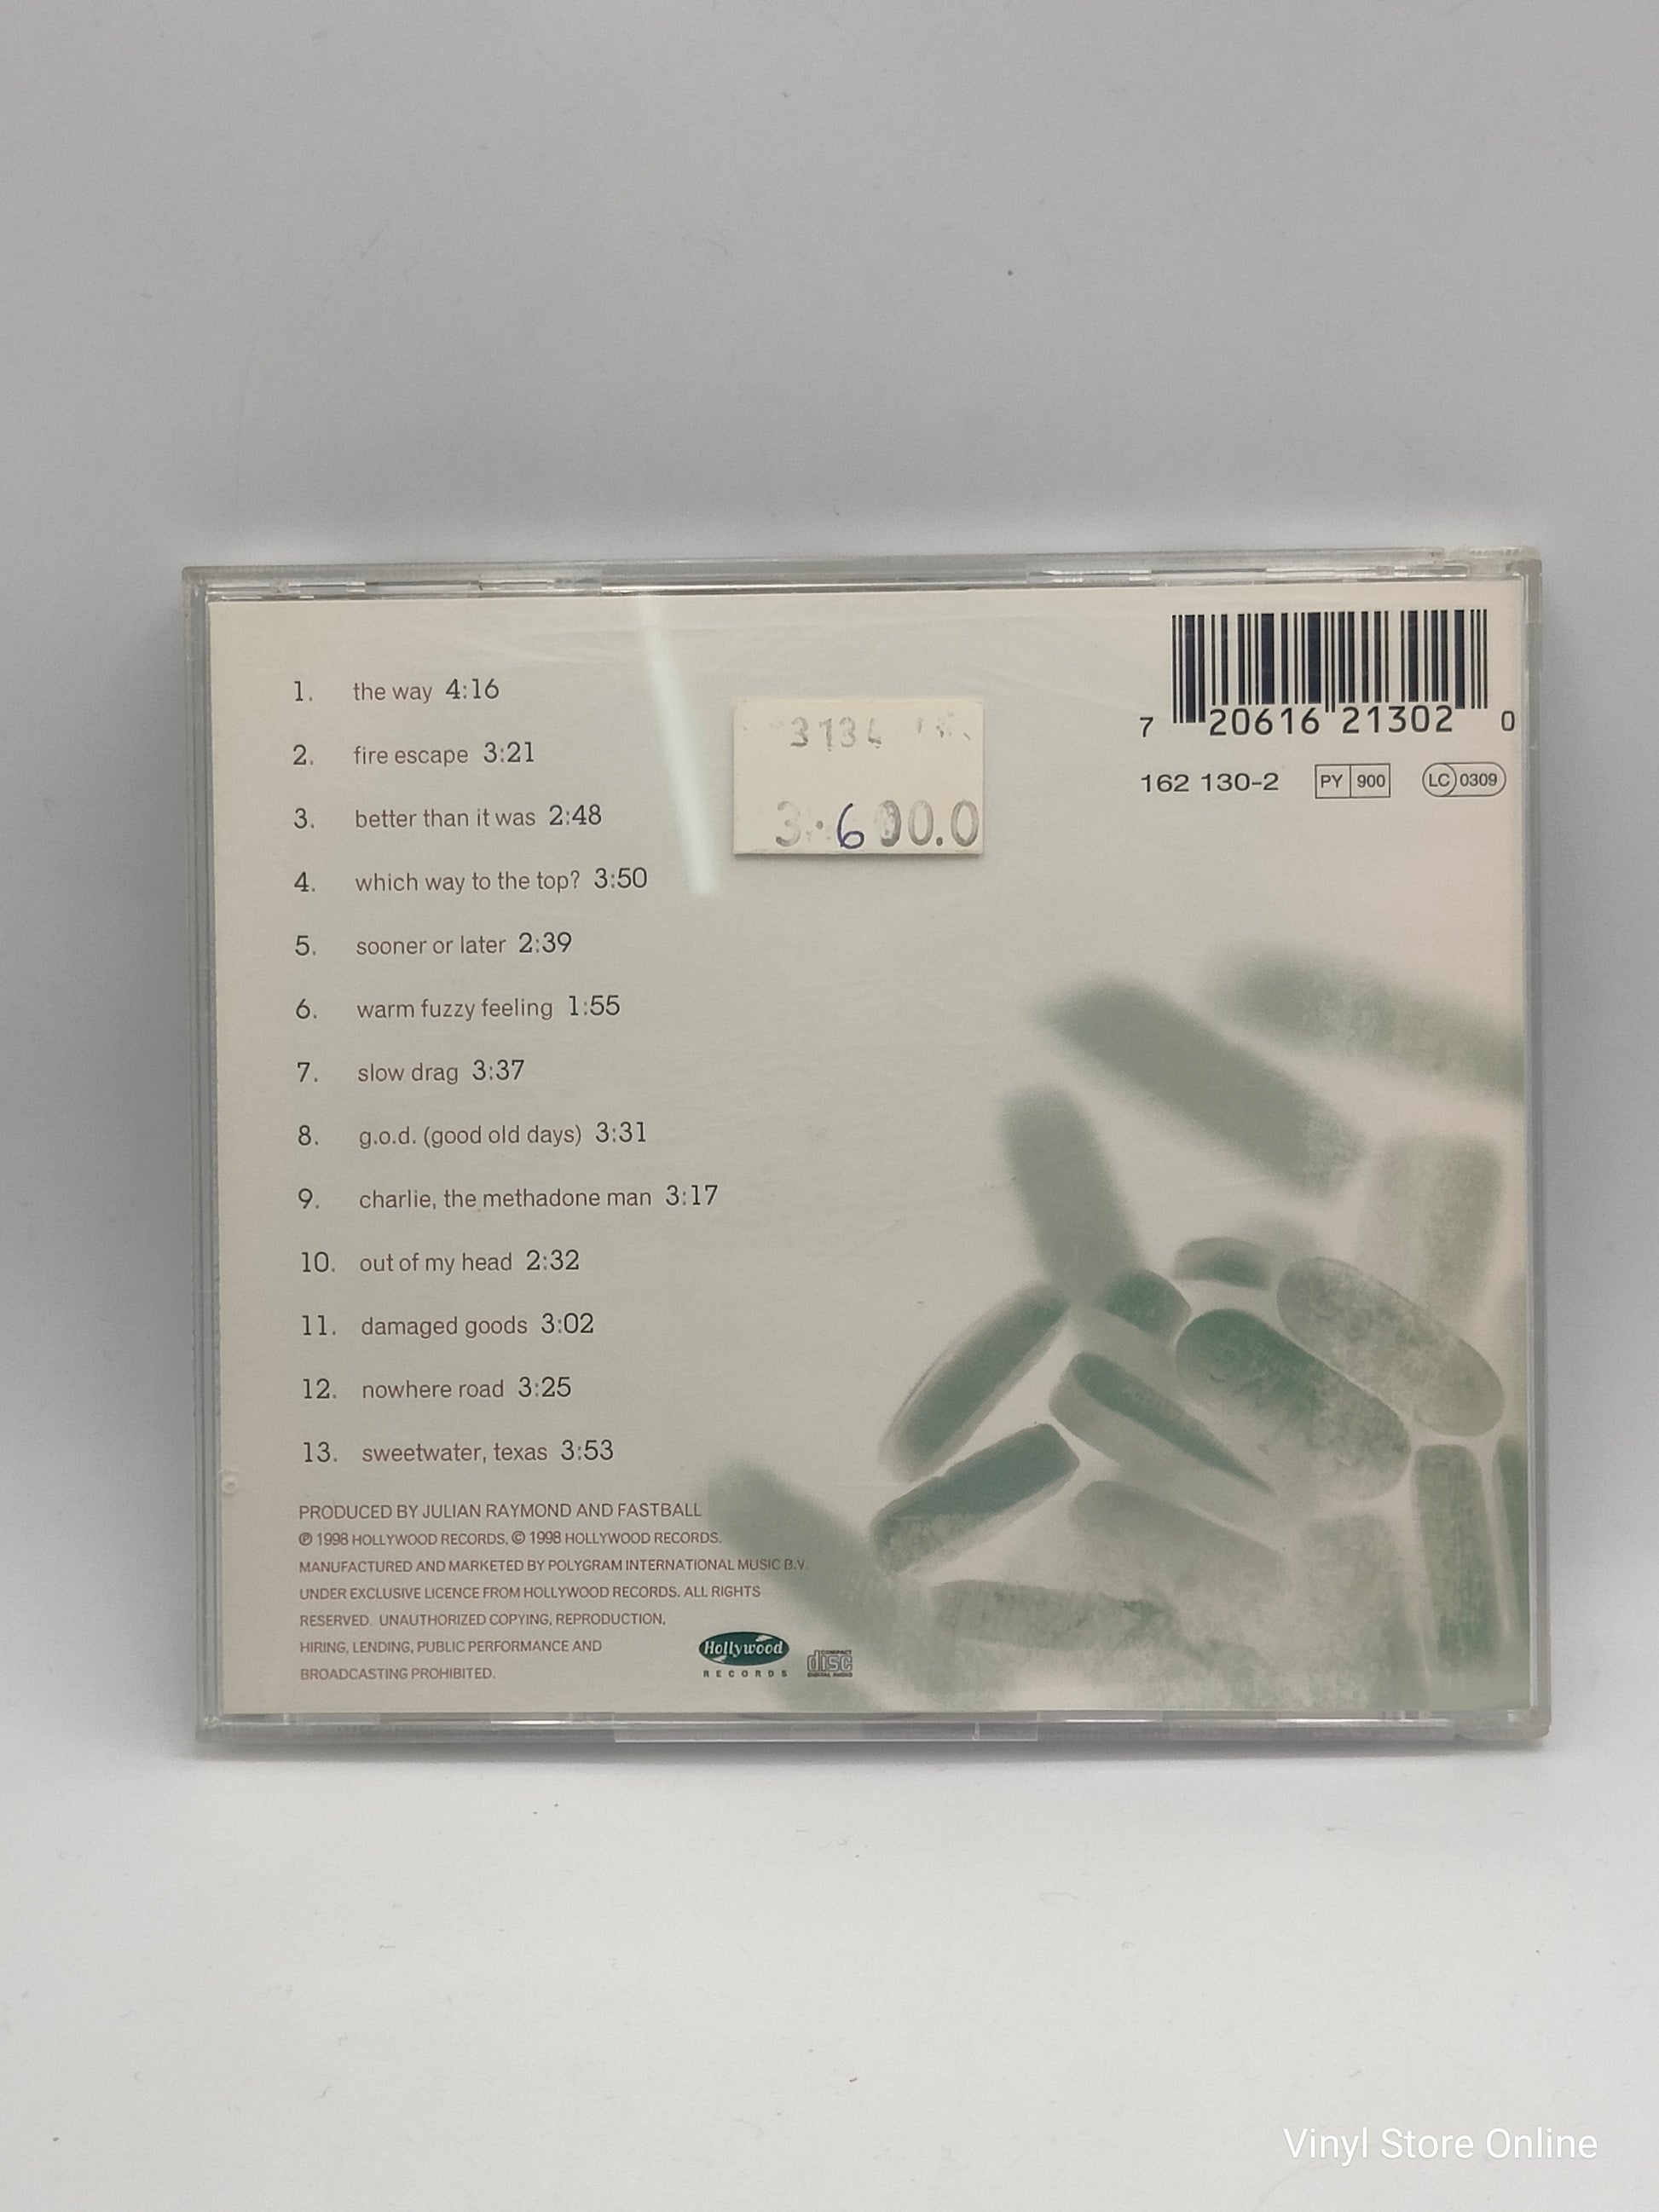 1. the way 4:16
2. fire escape 3:21
3. better than it was 2:48
4. which way to the top? 3:50
5. sooner or later 2:39
6. warm fuzzy feeling 1:55
7. slow drag 3:37
8. g.o.d. (good old days) 3:31
9. charlie, the methadone man 3:17
10. out of my head 2:32
11. damaged goods 3:02
12. nowhere road 3:25
13. sweetwater, texas 3:53
PRODUCED BY JULIAN RAYMOND AND FASTBALL
℗ 1998 HOLLYWOOD RECORDS, © 1998 HOLLYWOOD RECORDS.
MANUFACTURED AND MARKETED BY POLYGRAM INTERNATIONAL MUSIC B.V.
UNDER EXCLUSIVE LICENCE FROM HOLLYWOOD RECORDS. ALL RIGHTS
RESERVED. UNAUTHORIZED COPYING, REPRODUCTION,
HIRING, LENDING, PUBLIC PERFORMANCE AND
BROADCASTING PROHIBITED.
Hollywood
RECORDS
COMPACT
disc
DIGITAL AUDIO
7 20616 21302 0
162 130-2 PY 900 LC 0309
Vinyl Store Online